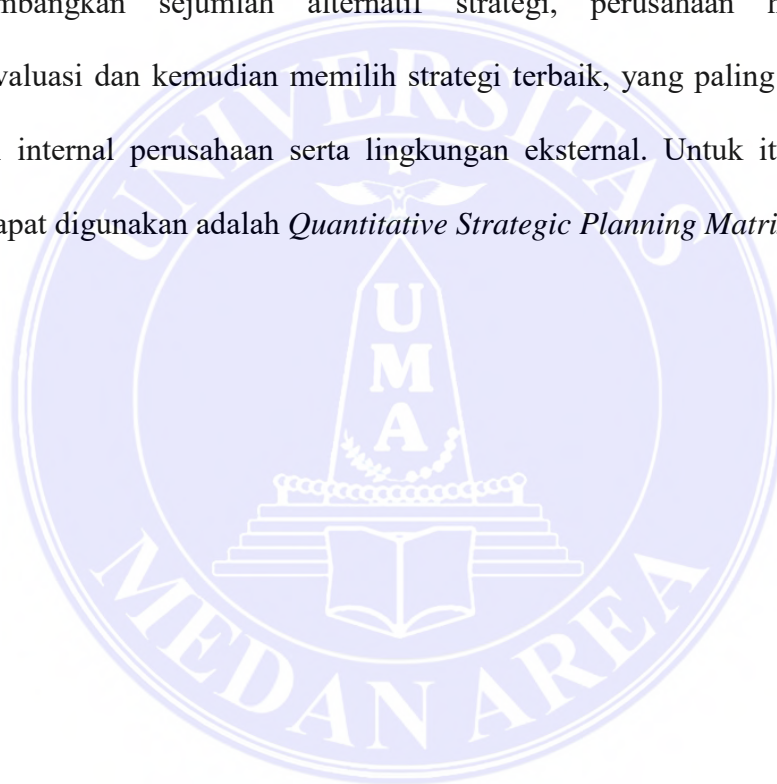 mbangkan sejumlah alternatif strategi, perusahaan h
valuasi dan kemudian memilih strategi terbaik, yang paling
internal perusahaan serta lingkungan eksternal. Untuk it
apat digunakan adalah Quantitative Strategic Planning Matri
UNIVERSITAS
U
M
A
MEDAN AREA